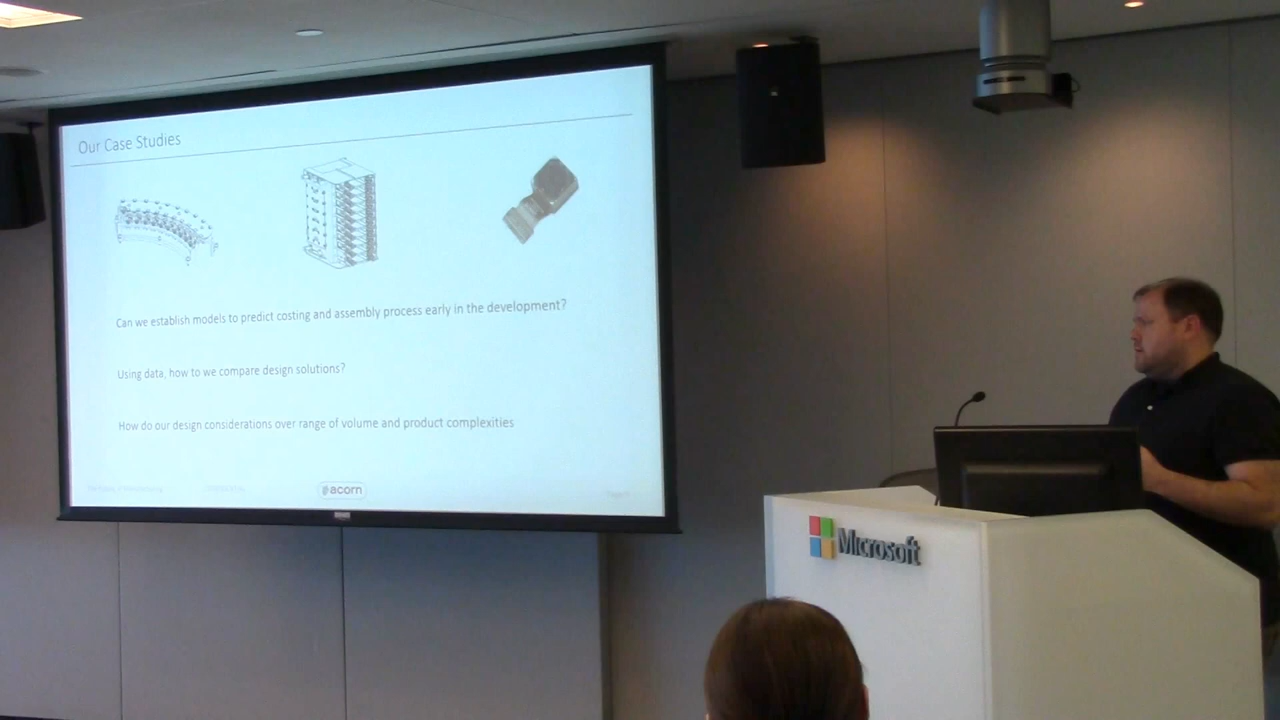 Our Case Studies
Can we establish models to predict costing and assembly process early in the development?
Using data, how to we compare design solutions?
How do our design considerations over range of volume and product complexities
acorn
Microsoft